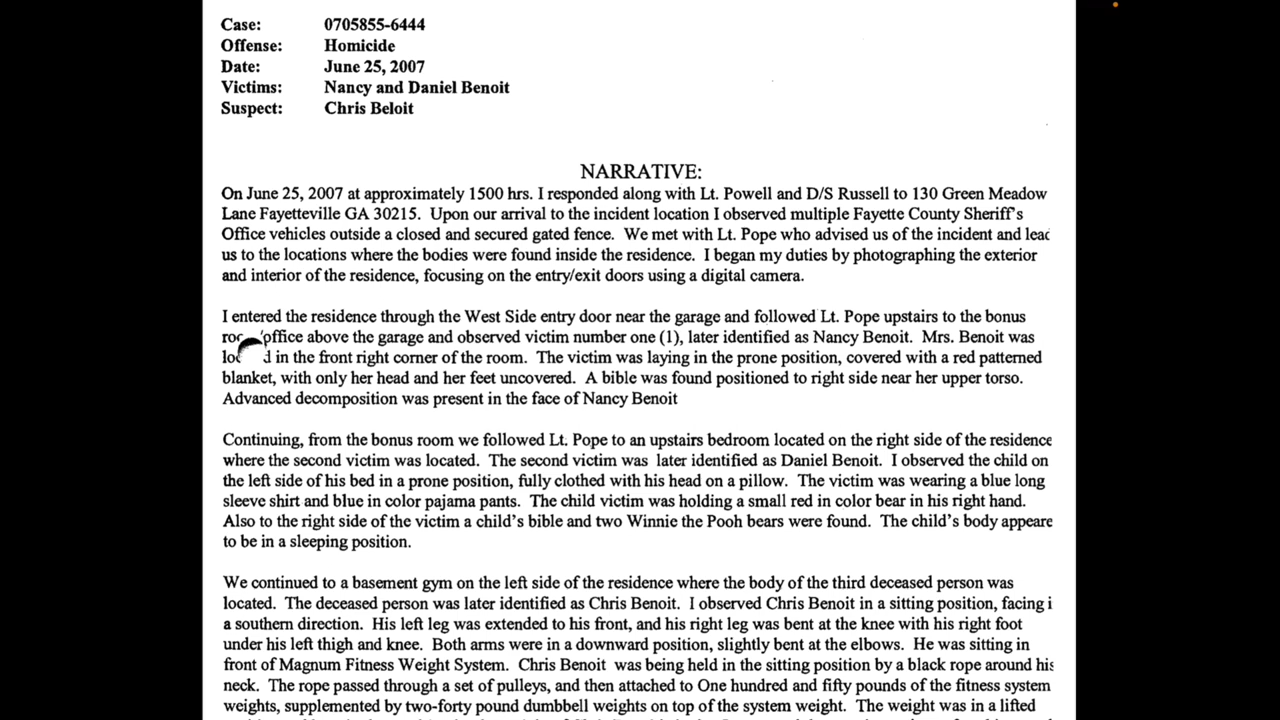 Case: 0705855-6444
Offense: Homicide
Date: June 25, 2007
Victims: Nancy and Daniel Benoit
Suspect: Chris Beloit
NARRATIVE:
On June 25, 2007 at approximately 1500 hrs. I responded along with Lt. Powell and D/S Russell to 130 Green Meadow
Lane Fayetteville GA 30215. Upon our arrival to the incident location I observed multiple Fayette County Sheriff's
Office vehicles outside a closed and secured gated fence. We met with Lt. Pope who advised us of the incident and lead
us to the locations where the bodies were found inside the residence. I began my duties by photographing the exterior
and interior of the residence, focusing on the entry/exit doors using a digital camera.
I entered the residence through the West Side entry door near the garage and followed Lt. Pope upstairs to the bonus
office above the garage and observed victim number one (1), later identified as Nancy Benoit. Mrs. Benoit was
in the front right corner of the room. The victim was laying in the prone position, covered with a red patterned
blanket, with only her head and her feet uncovered. A bible was found positioned to right side near her upper torso.
Advanced decomposition was present in the face of Nancy Benoit
Continuing, from the bonus room we followed Lt. Pope to an upstairs bedroom located on the right side of the residence
where the second victim was located. The second victim was later identified as Daniel Benoit. I observed the child on
the left side of his bed in a prone position, fully clothed with his head on a pillow. The victim was wearing a blue long
sleeve shirt and blue in color pajama pants. The child victim was holding a small red in color bear in his right hand.
Also to the right side of the victim a child's bible and two Winnie the Pooh bears were found. The child's body appeare
to be in a sleeping position.
We continued to a basement gym on the left side of the residence where the body of the third deceased person was
located. The deceased person was later identified as Chris Benoit. I observed Chris Benoit in a sitting position, facing i
a southern direction. His left leg was extended to his front, and his right leg was bent at the knee with his right foot
under his left thigh and knee. Both arms were in a downward position, slightly bent at the elbows. He was sitting in
front of Magnum Fitness Weight System. Chris Benoit was being held in the sitting position by a black rope around his
neck. The rope passed through a set of pulleys, and then attached to One hundred and fifty pounds of the fitness system
weights, supplemented by two-forty pound dumbbell weights on top of the system weight. The weight was in a lifted